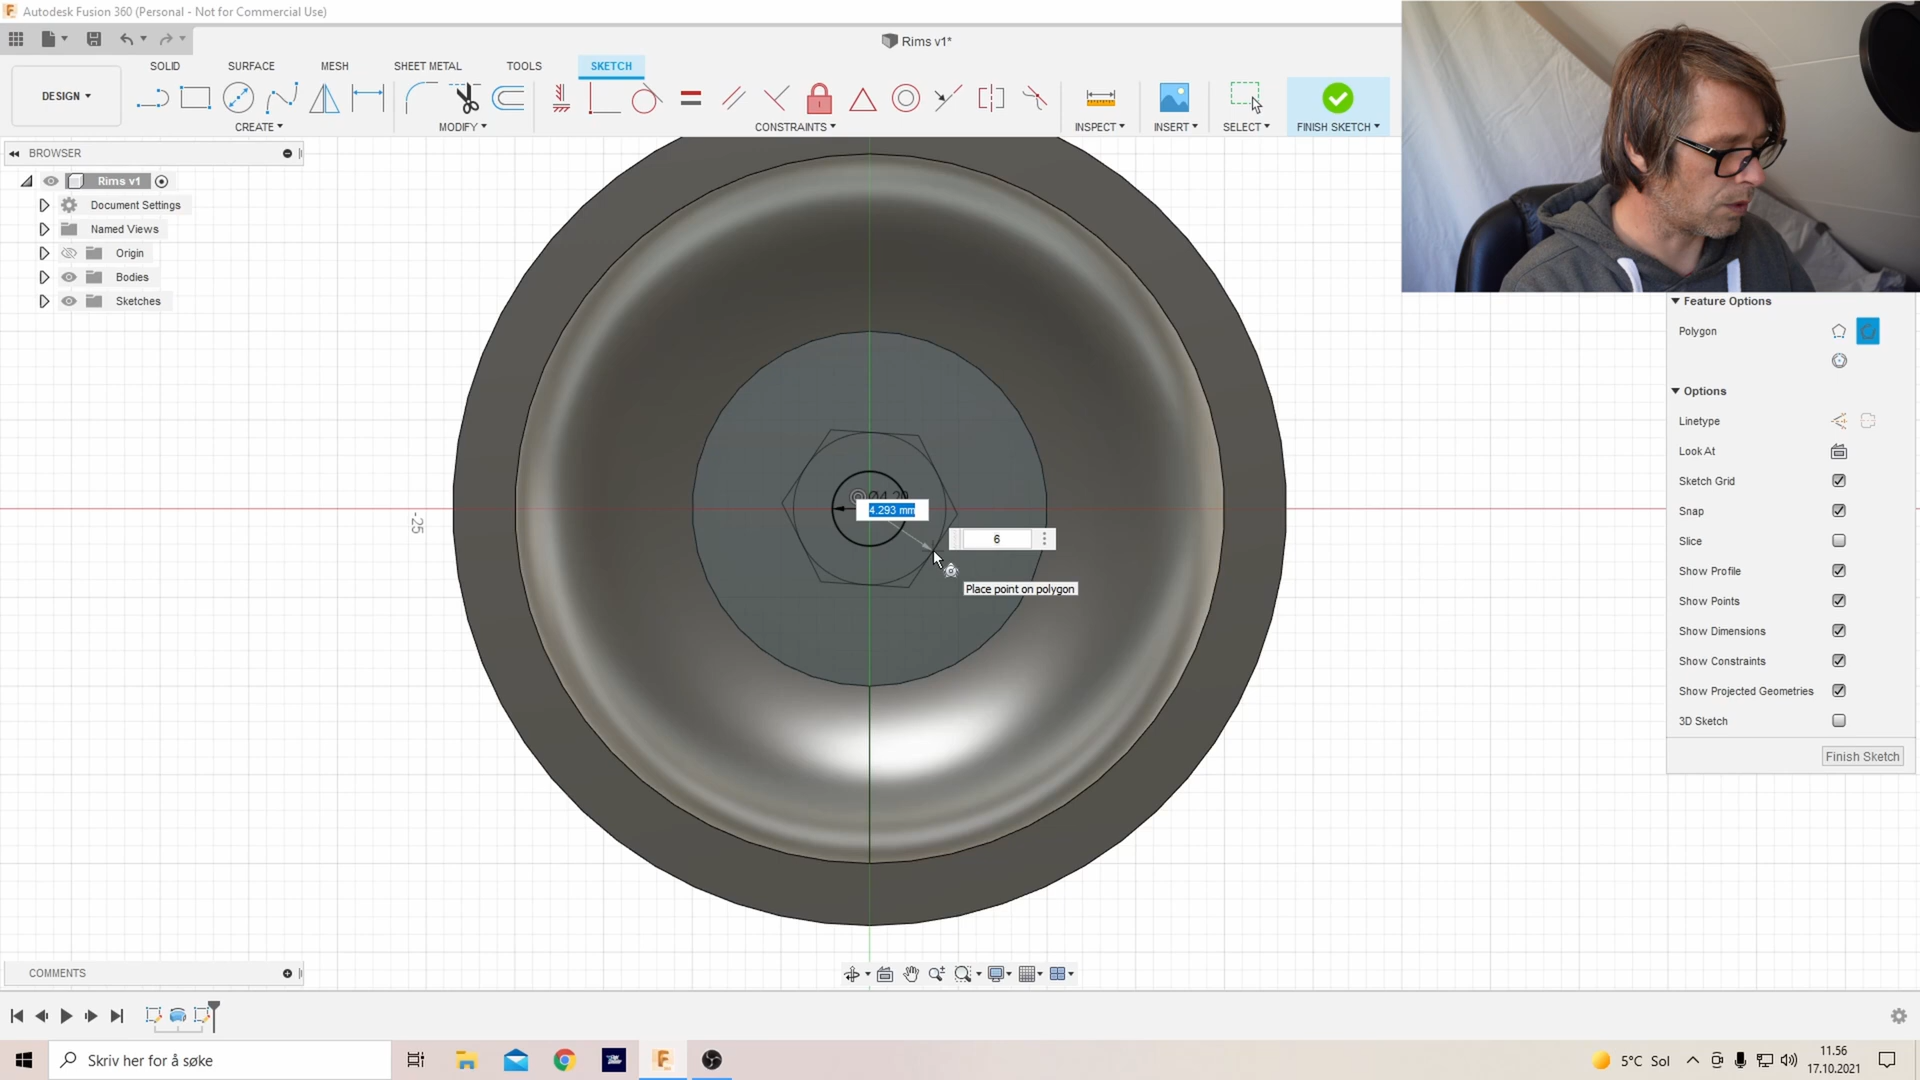 Autodesk Fusion 360 (Personal - Not for Commercial Use)
Rims v1*
SOLID
SURFACE
MESH
SHEET METAL
TOOLS
SKETCH
DESIGN
CREATE
MODIFY
CONSTRAINTS
INSPECT
INSERT
SELECT
FINISH SKETCH
BROWSER
Rims v1
Document Settings
Named Views
Origin
Bodies
Sketches
-25
Ø4.20
4.293 mm
6
Place point on polygon
Feature Options
Polygon
Options
Linetype
Look At
Sketch Grid
Snap
Slice
Show Profile
Show Points
Show Dimensions
Show Constraints
Show Projected Geometries
3D Sketch
Finish Sketch
COMMENTS
Skriv her for å søke
5°C Sol
11.56
17.10.2021